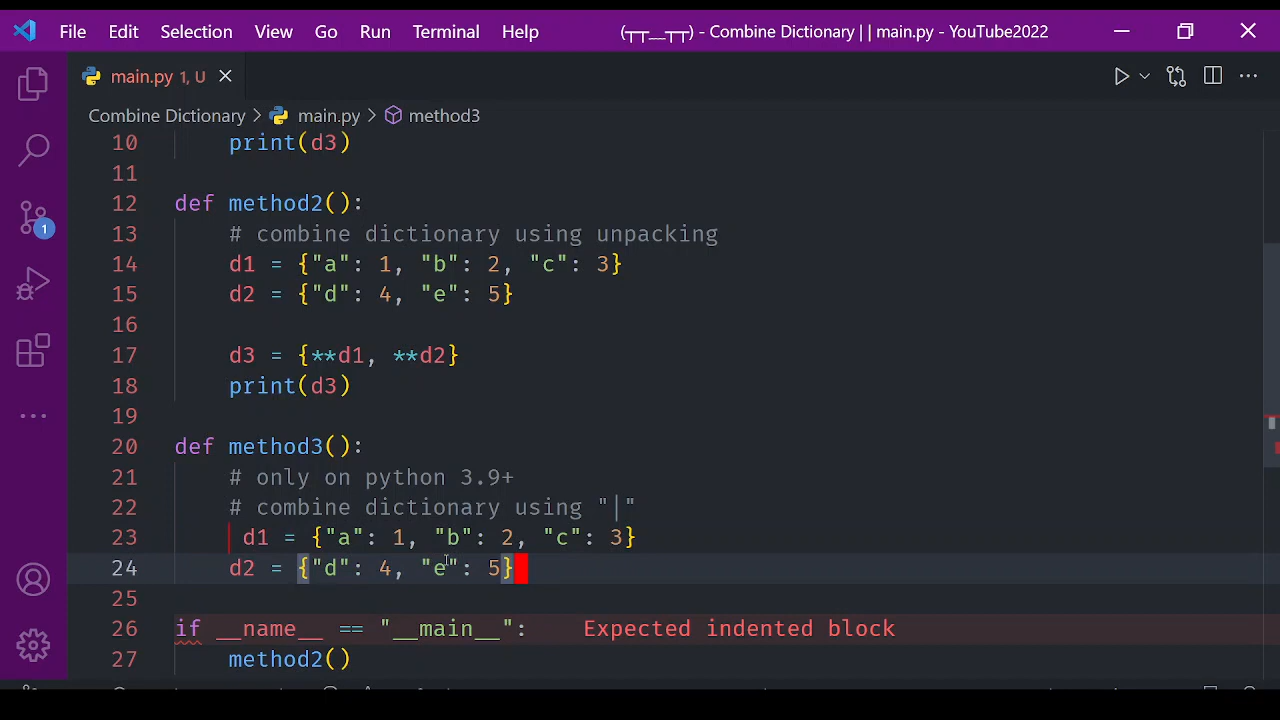 File Edit Selection View Go Run Terminal Help (┬┬__┬┬) - Combine Dictionary | | main.py - YouTube2022
main.py 1, U
Combine Dictionary > main.py > method3
10 print(d3)
11
12 def method2():
13 # combine dictionary using unpacking
14 d1 = {"a": 1, "b": 2, "c": 3}
15 d2 = {"d": 4, "e": 5}
16
17 d3 = {**d1, **d2}
18 print(d3)
19
20 def method3():
21 # only on python 3.9+
22 # combine dictionary using "|"
23 d1 = {"a": 1, "b": 2, "c": 3}
24 d2 = {"d": 4, "e": 5}
25
26 if __name__ == "__main__": Expected indented block
27 method2()
1